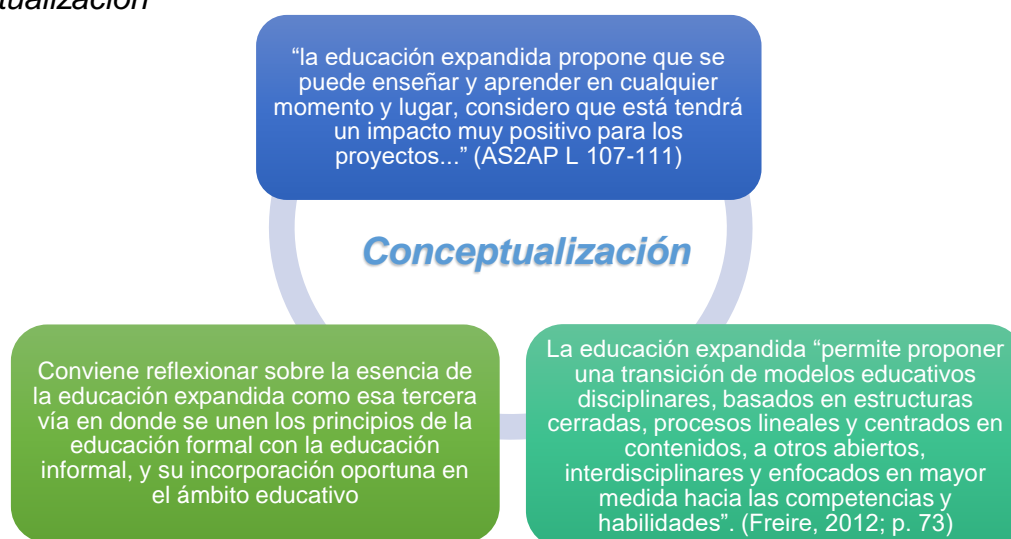 tualización
“la educación expandida propone que se
puede enseñar y aprender en cualquier
momento y lugar, considero que está tendrá
un impacto muy positivo para los
proyectos...” (AS2AP L 107-111)
Conceptualización
Conviene reflexionar sobre la esencia de
la educación expandida como esa tercera
vía en donde se unen los principios de la
educación formal con la educación
informal, y su incorporación oportuna en
el ámbito educativo
La educación expandida “permite proponer
una transición de modelos educativos
disciplinares, basados en estructuras
cerradas, procesos lineales y centrados en
contenidos, a otros abiertos,
interdisciplinares y enfocados en mayor
medida hacia las competencias y
habilidades”. (Freire, 2012; p. 73)